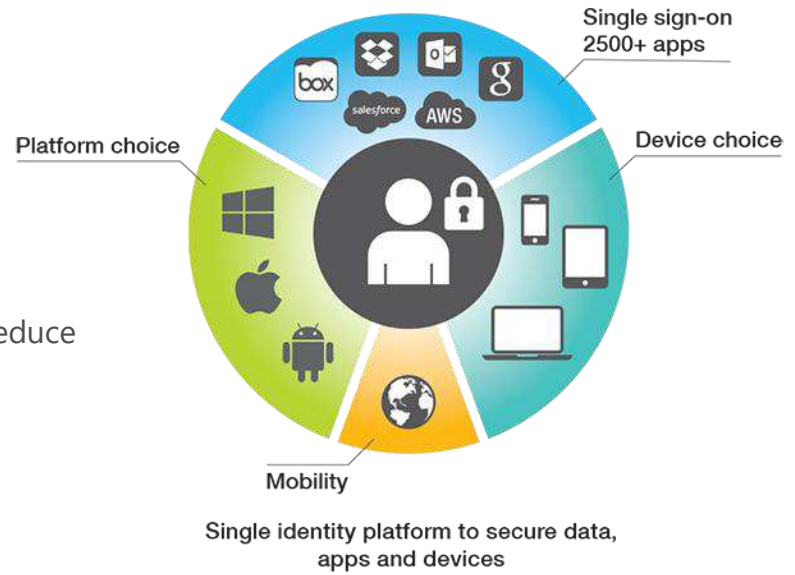 Single sign-on
2500+ apps
box
salesforce
AWS
Platform choice
Device choice
educe
Mobility
Single identity platform to secure data,
apps and devices